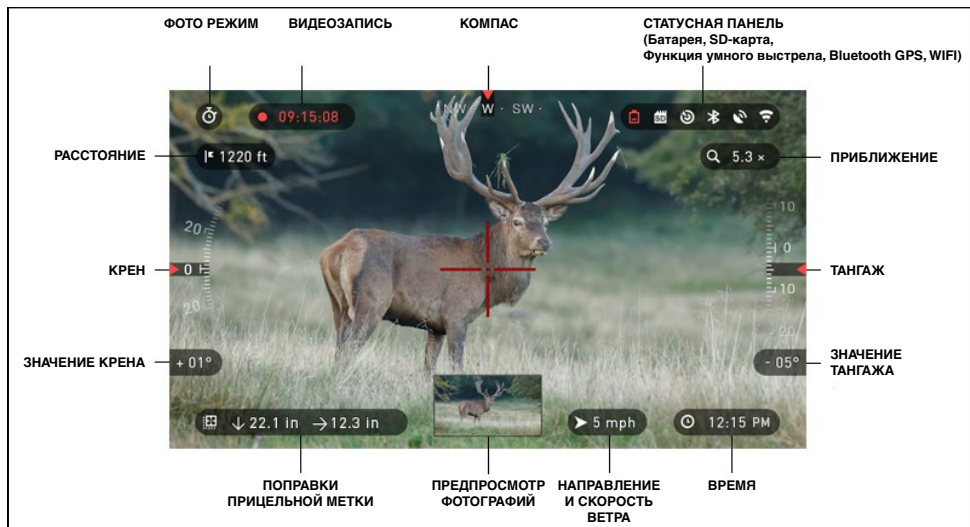 ФОТО РЕЖИМ
ВИДЕОЗАПИСЬ
КОМПАС
СТАТУСНАЯ ПАНЕЛЬ
(Батарея, SD-карта,
Функция умного выстрела, Bluetooth GPS, WIFI)
09:15:08
NW · W · SW ·
SD
РАССТОЯНИЕ
1220 ft
5.3 ×
ПРИБЛИЖЕНИЕ
20
10
КРЕН
0
0
ТАНГАЖ
20
10
20
ЗНАЧЕНИЕ КРЕНА
+ 01°
- 05°
ЗНАЧЕНИЕ
ТАНГАЖА
↓ 22.1 in → 12.3 in
5 mph
12:15 PM
ПОПРАВКИ
ПРИЦЕЛЬНОЙ МЕТКИ
ПРЕДПРОСМОТР
ФОТОГРАФИЙ
НАПРАВЛЕНИЕ
И СКОРОСТЬ
ВЕТРА
ВРЕМЯ